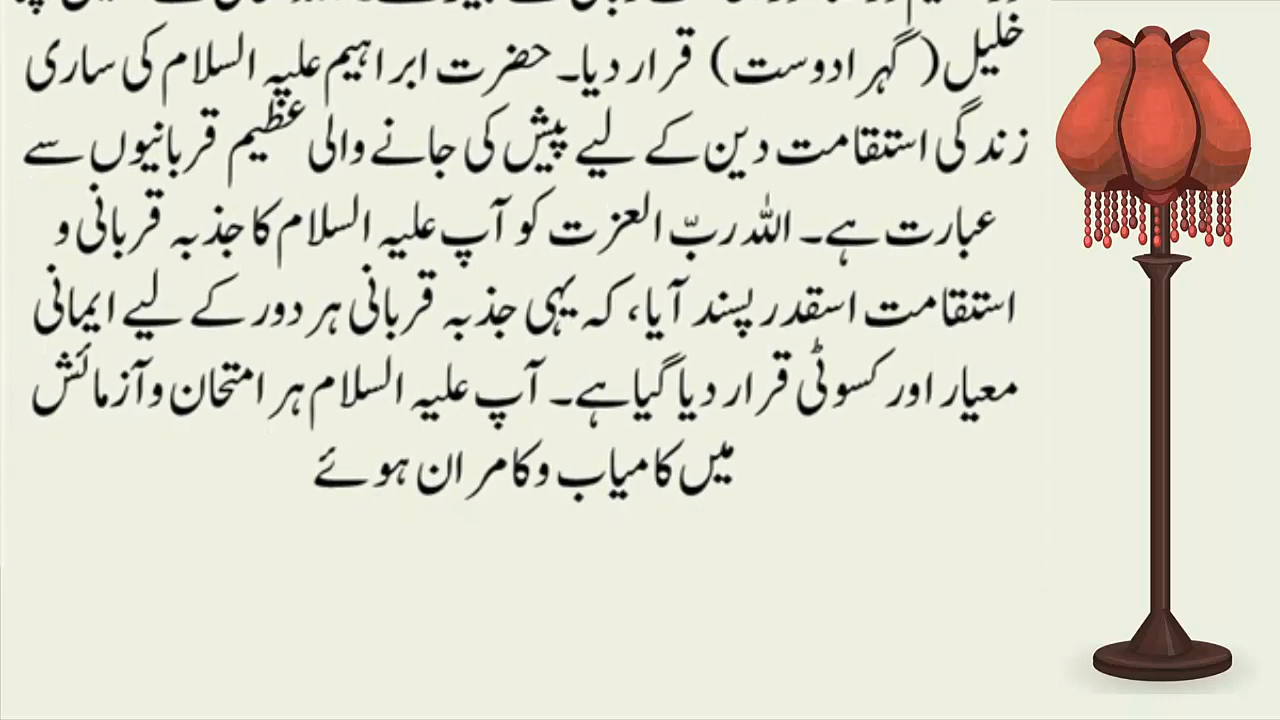 خلیل (گہرا دوست) قرار دیا۔ حضرت ابراہیم علیہ السلام کی ساری
زندگی استقامت دین کے لیے پیش کی جانے والی عظیم قربانیوں سے
عبارت ہے۔ اللہ ربّ العزت کو آپ علیہ السلام کا جذبہ قربانی و
استقامت اسقدر پسند آیا، کہ یہی جذبہ قربانی ہر دور کے لیے ایمانی
معیار اور کسوٹی قرار دیا گیا ہے۔ آپ علیہ السلام ہر امتحان و آزمائش
میں کامیاب و کامران ہوئے